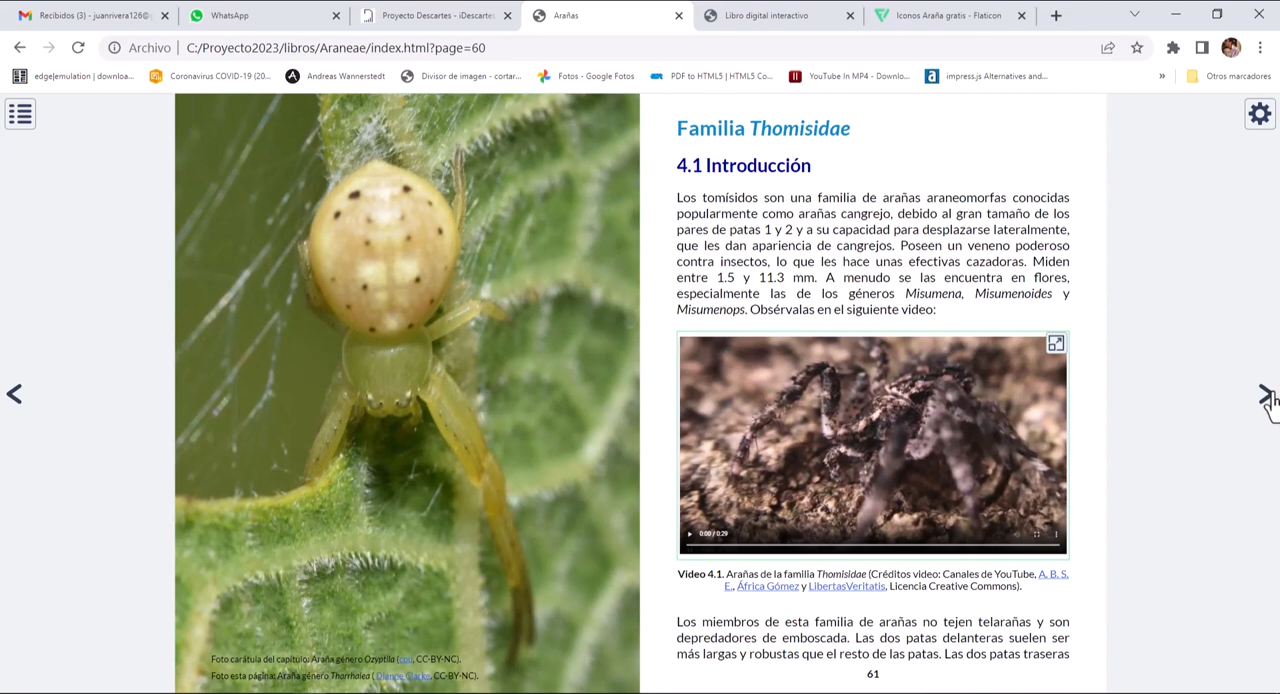 Recibidos (3) - juanrivera126@
WhatsApp
Proyecto Descartes - iDescartes
Arañas
Libro digital interactivo
Iconos Araña gratis - Flaticon
Archivo | C:/Proyecto2023/libros/Araneae/index.html?page=60
edge|emulation | downloa...
Coronavirus COVID-19 (20...
Andreas Wannerstedt
Divisor de imagen - cortar...
Fotos - Google Fotos
PDF to HTML5 | HTML5 Co...
YouTube In MP4 - Downlo...
impress.js Alternatives and...
»
Otros marcadores
Familia Thomisidae
4.1 Introducción
Los tomísidos son una familia de arañas araneomorfas conocidas
popularmente como arañas cangrejo, debido al gran tamaño de los
pares de patas 1 y 2 y a su capacidad para desplazarse lateralmente,
que les dan apariencia de cangrejos. Poseen un veneno poderoso
contra insectos, lo que les hace unas efectivas cazadoras. Miden
entre 1.5 y 11.3 mm. A menudo se las encuentra en flores,
especialmente las de los géneros Misumena, Misumenoides y
Misumenops. Obsérvalas en el siguiente video:
0:00 / 0:29
Video 4.1. Arañas de la familia Thomisidae (Créditos video: Canales de YouTube, A. B. S.
E., África Gómez y LibertasVeritatis, Licencia Creative Commons).
Los miembros de esta familia de arañas no tejen telarañas y son
depredadores de emboscada. Las dos patas delanteras suelen ser
más largas y robustas que el resto de las patas. Las dos patas traseras
61
Foto carátula del capítulo: Araña género Ozyptila (cpu, CC-BY-NC).
Foto esta página: Araña género Tharrhalea ( Dianne Clarke, CC-BY-NC).